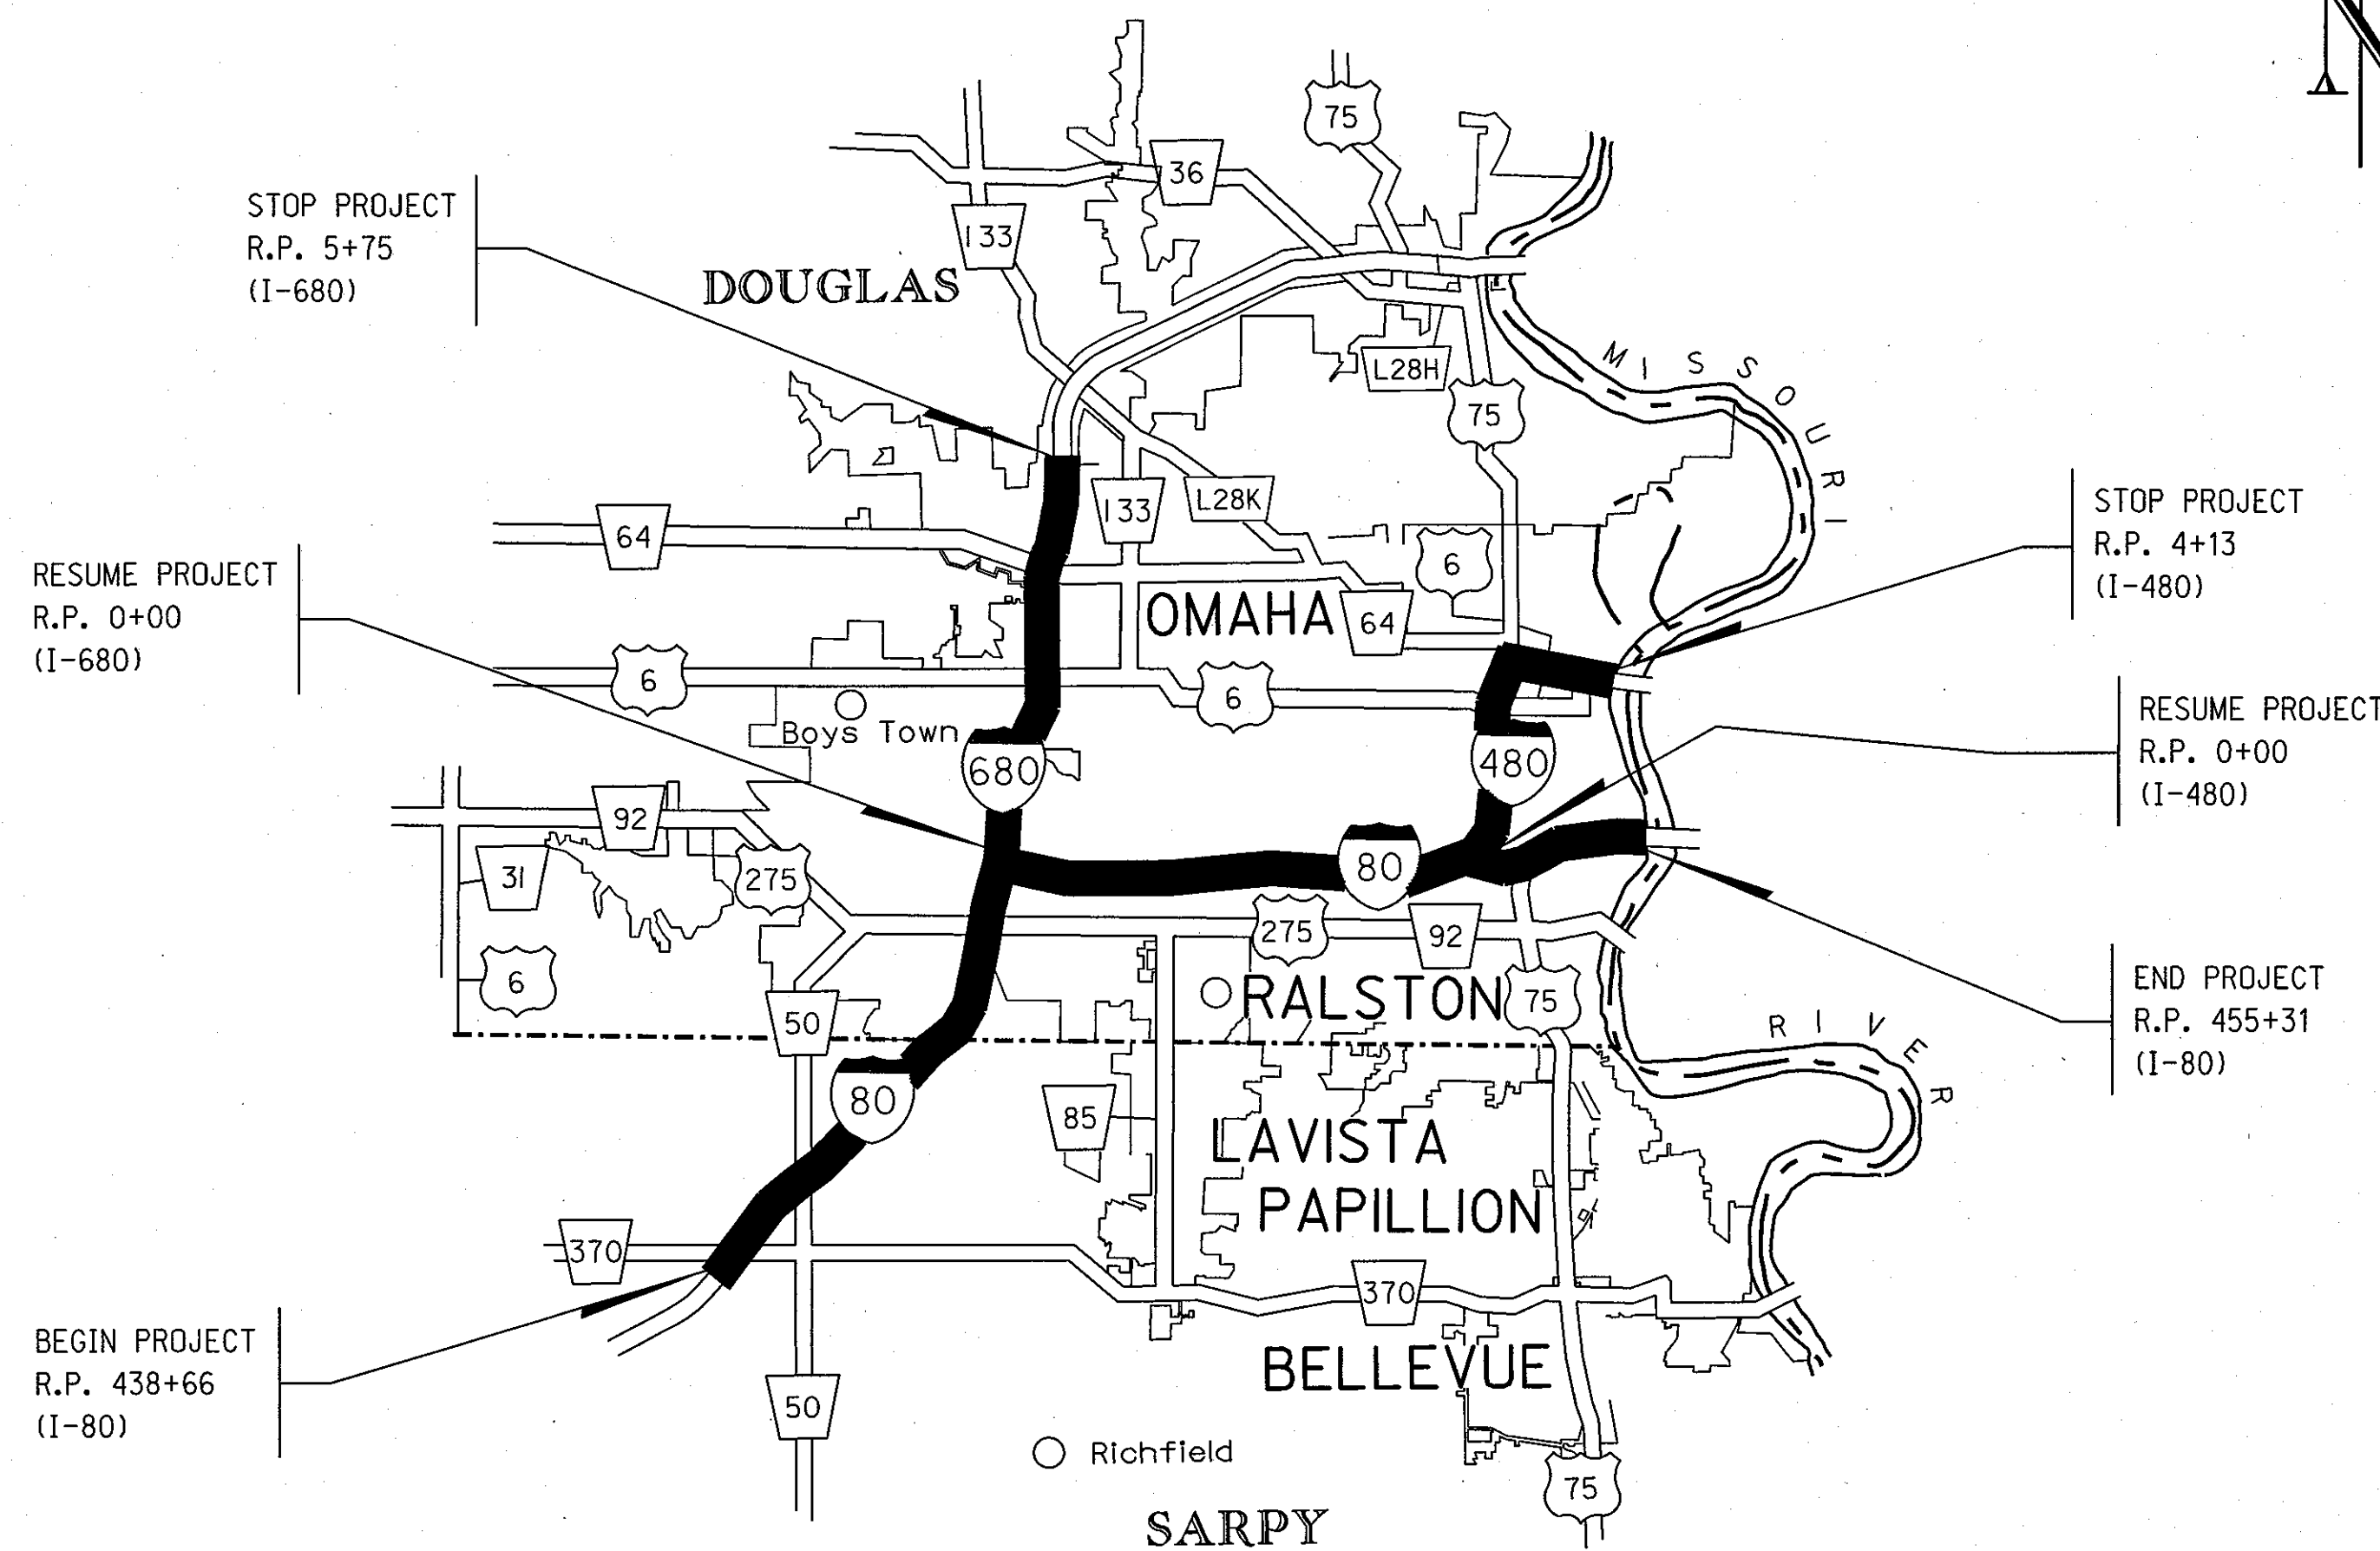 75
36
133
STOP PROJECT
R.P. 5+75
(I-680)
DOUGLAS
L28H
75
MISSOURI
64
133
L28K
6
STOP PROJECT
R.P. 4+13
(I-480)
RESUME PROJECT
R.P. 0+00
(I-680)
OMAHA
64
6
6
Boys Town
680
480
RESUME PROJECT
R.P. 0+00
(I-480)
92
31
275
80
275
92
6
50
RALSTON
75
END PROJECT
R.P. 455+31
(I-80)
RIVER
80
85
LAVISTA
PAPILLION
370
370
BEGIN PROJECT
R.P. 438+66
(I-80)
BELLEVUE
50
Richfield
75
SARPY